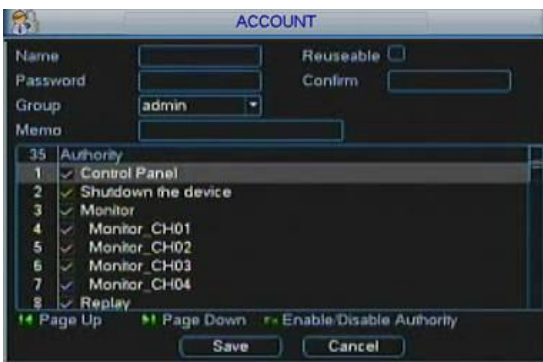 ACCOUNT
Name Reuseable
Password Confirm
Group admin
Memo
35 Authority
1 Control Panel
2 Shutdown the device
3 Monitor
4 Monitor_CH01
5 Monitor_CH02
6 Monitor_CH03
7 Monitor_CH04
8 Replay
Page Up Page Down Enable/Disable Authority
Save Cancel